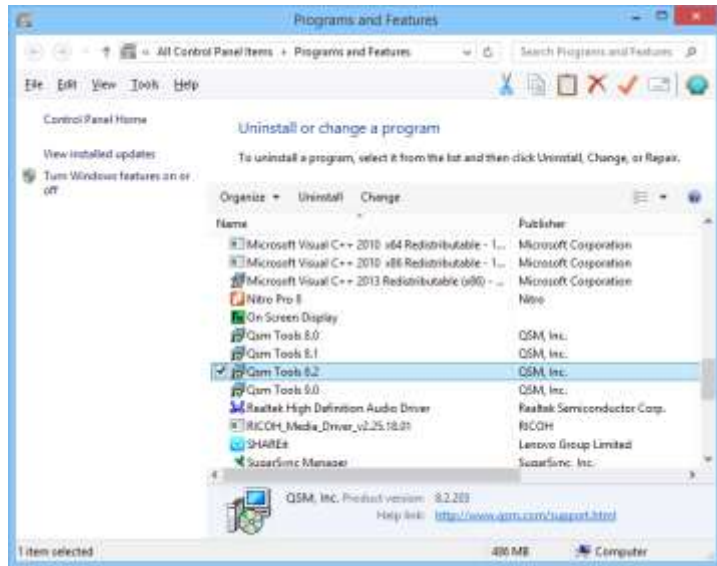 Programs and Features
« All Control Panel Items › Programs and Features
Search Programs and Features
File Edit View Tools Help
Control Panel Home
View installed updates
Turn Windows features on or off
Uninstall or change a program
To uninstall a program, select it from the list and then click Uninstall, Change, or Repair.
Organize Uninstall Change
Name Publisher
Microsoft Visual C++ 2010 x64 Redistributable - 1... Microsoft Corporation
Microsoft Visual C++ 2010 x86 Redistributable - 1... Microsoft Corporation
Microsoft Visual C++ 2013 Redistributable (x86) - ... Microsoft Corporation
Nitro Pro 8 Nitro
On Screen Display
Qsm Tools 8.0 QSM, Inc.
Qsm Tools 8.1 QSM, Inc.
Qsm Tools 8.2 QSM, Inc.
Qsm Tools 9.0 QSM, Inc.
Realtek High Definition Audio Driver Realtek Semiconductor Corp.
RICOH_Media_Driver_v2.25.18.01 RICOH
SHAREit Lenovo Group Limited
SugarSync Manager SugarSync, Inc.
QSM, Inc. Product version: 8.2.203
Help link: http://www.qsm.com/support.html
1 item selected 486 MB Computer